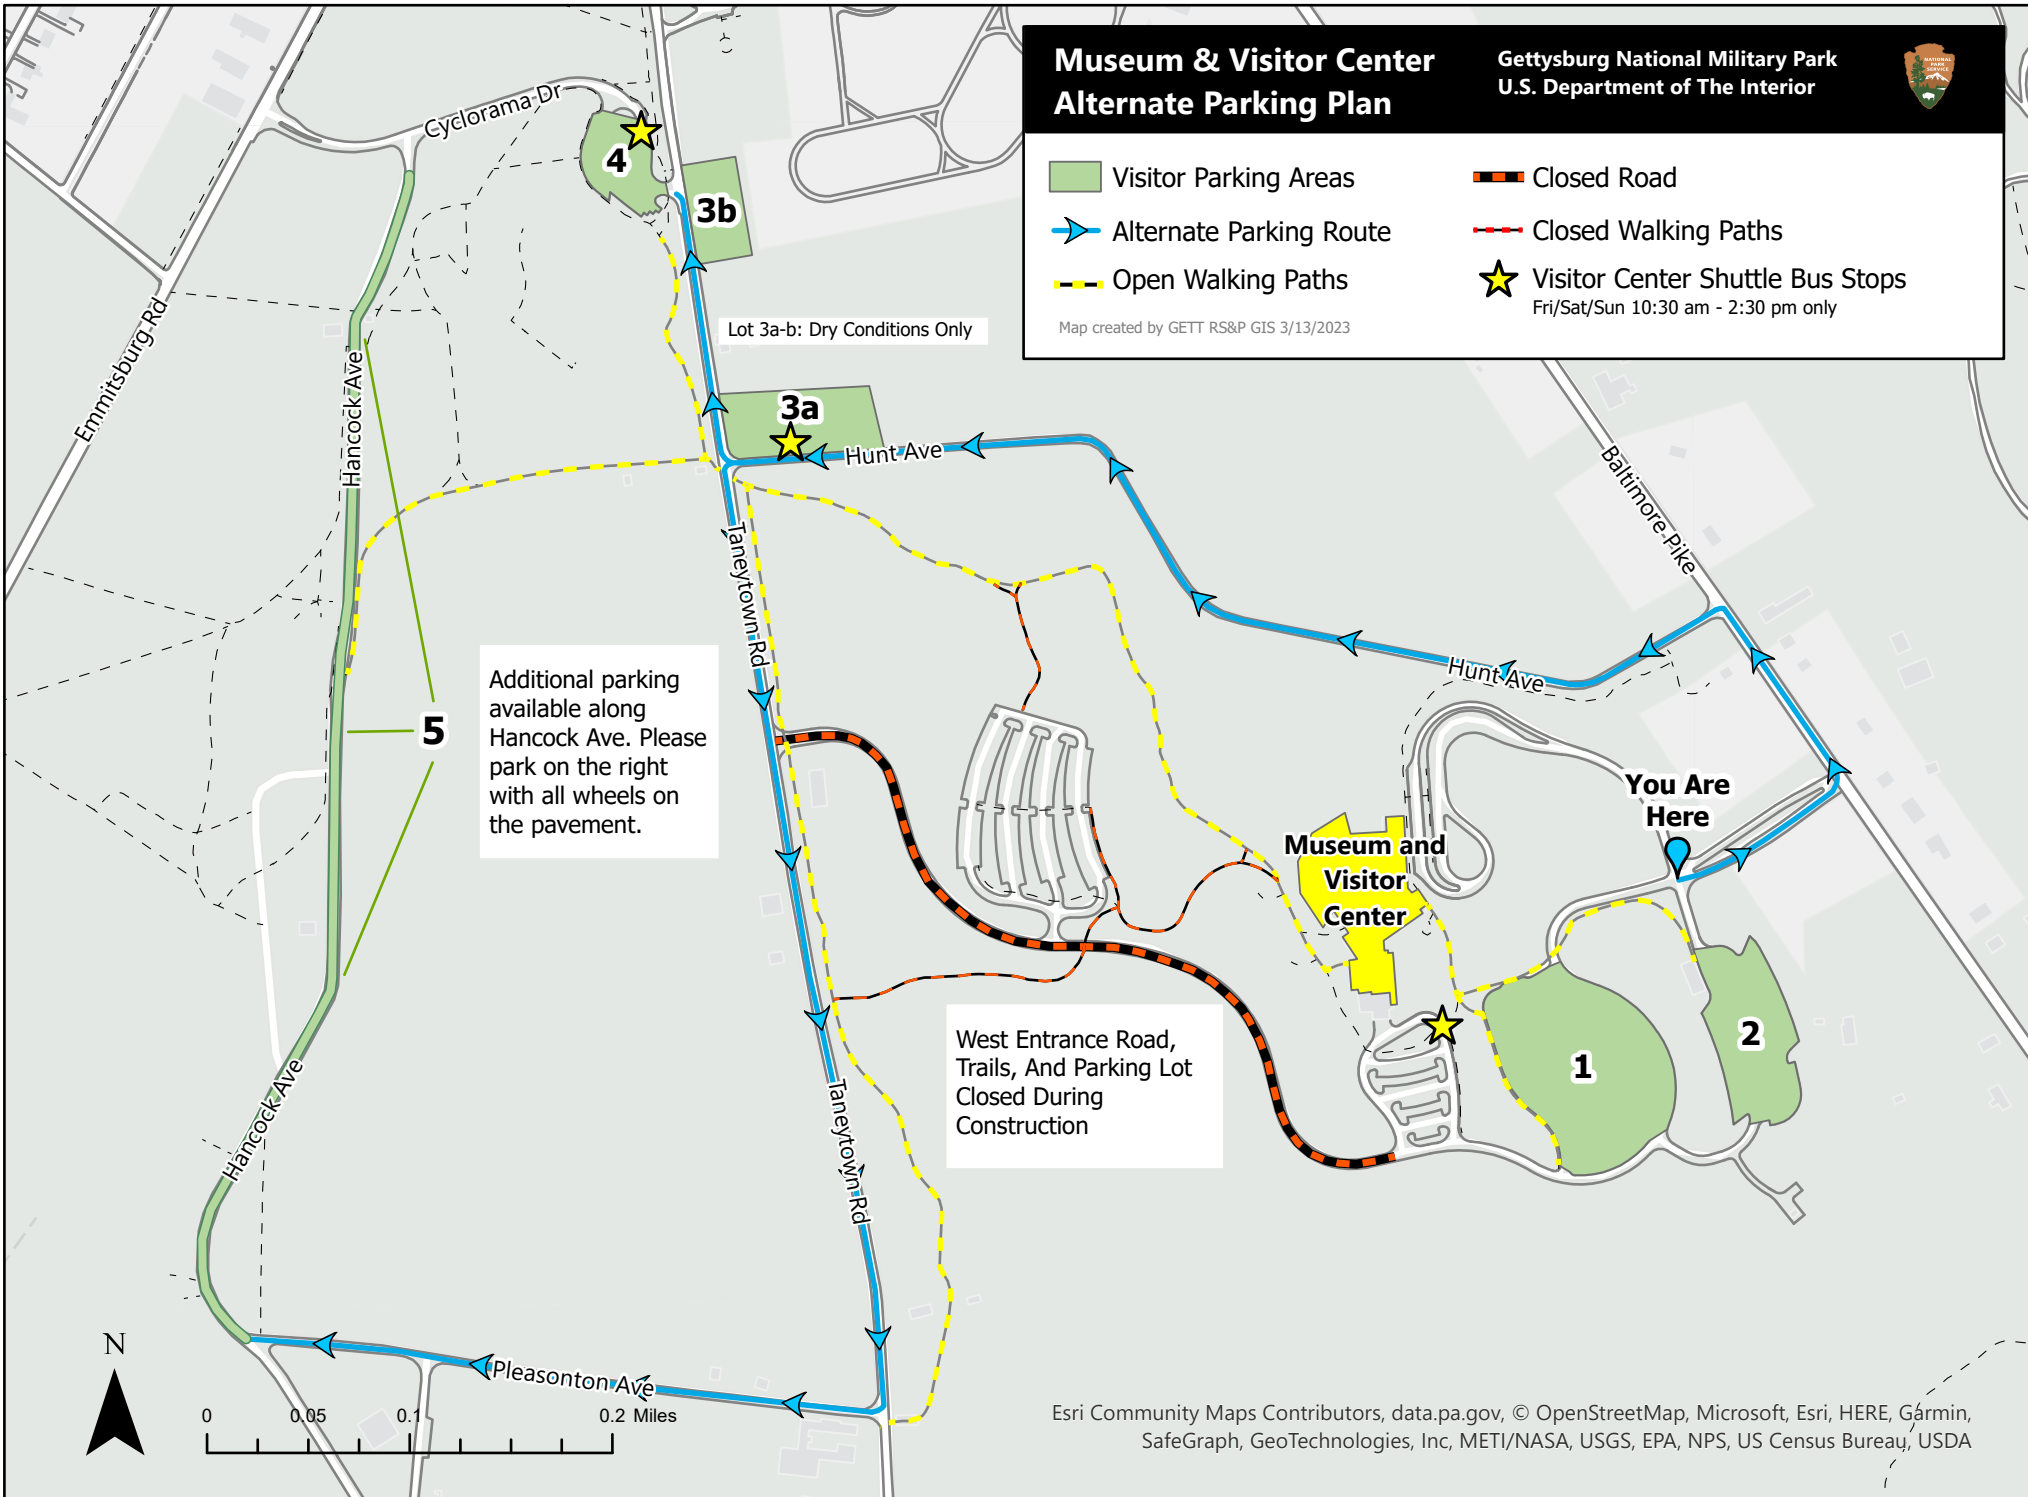 Museum & Visitor Center
Alternate Parking Plan
Gettysburg National Military Park
U.S. Department of The Interior
NATIONAL
PARK
SERVICE
Visitor Parking Areas
Alternate Parking Route
Open Walking Paths
Map created by GETT RS&P GIS 3/13/2023
Closed Road
Closed Walking Paths
Visitor Center Shuttle Bus Stops
Fri/Sat/Sun 10:30 am - 2:30 pm only
Cyclorama Dr
4
3b
Lot 3a-b: Dry Conditions Only
Emmitsburg Rd
Hancock Ave
3a
Hunt Ave
Baltimore Pike
Taneytown Rd
Hunt Ave
Additional parking
available along
Hancock Ave. Please
park on the right
with all wheels on
the pavement.
5
You Are
Here
Museum and
Visitor
Center
West Entrance Road,
Trails, And Parking Lot
Closed During
Construction
1
2
Hancock Ave
Taneytown Rd
Pleasonton Ave
N
0
0.05
0.1
0.2 Miles
Esri Community Maps Contributors, data.pa.gov, © OpenStreetMap, Microsoft, Esri, HERE, Garmin,
SafeGraph, GeoTechnologies, Inc, METI/NASA, USGS, EPA, NPS, US Census Bureau, USDA